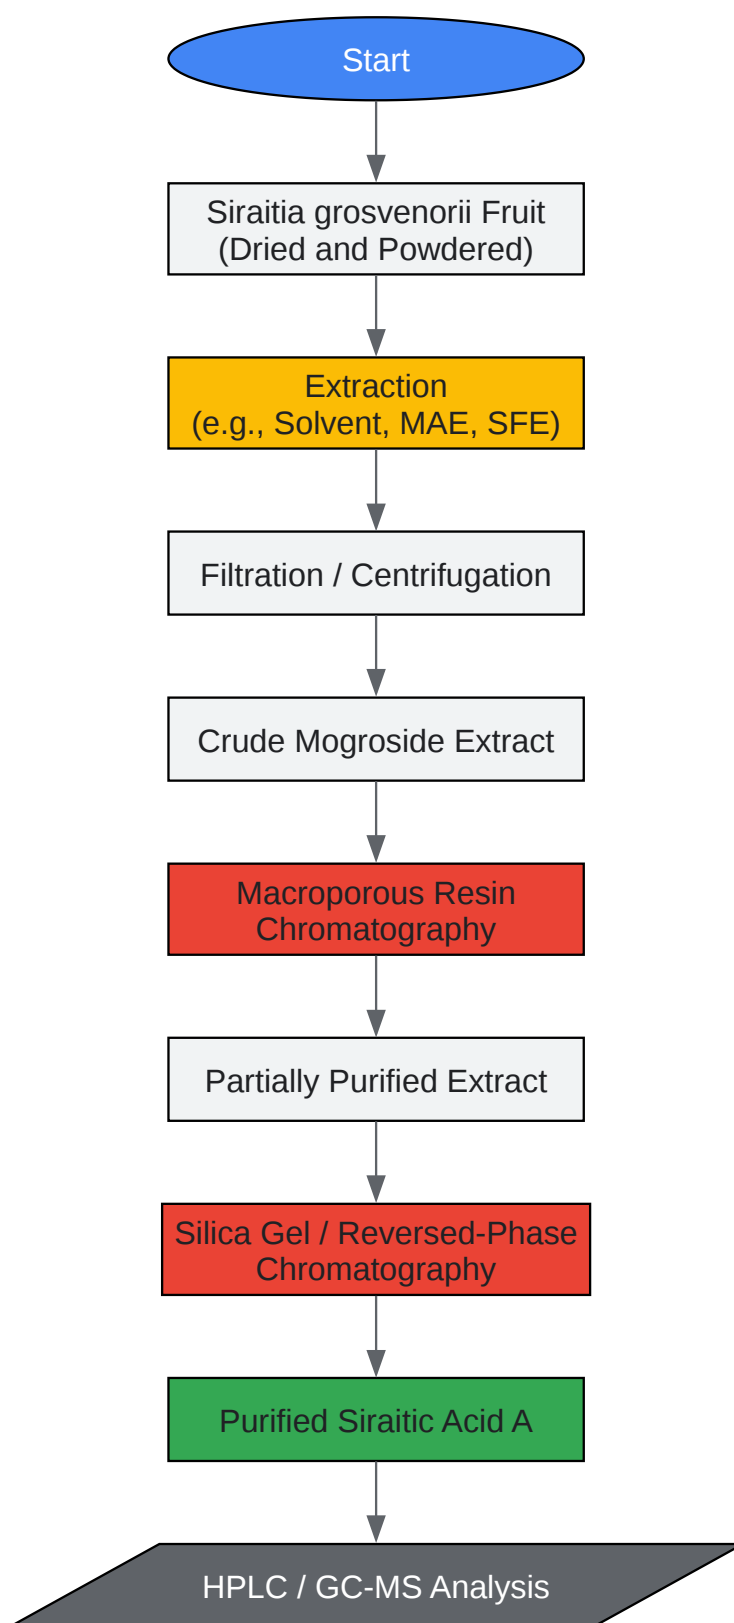 Start
Siraitia grosvenorii Fruit
(Dried and Powdered)
Extraction
(e.g., Solvent, MAE, SFE)
Filtration / Centrifugation
Crude Mogroside Extract
Macroporous Resin
Chromatography
Partially Purified Extract
Silica Gel / Reversed-Phase
Chromatography
Purified Siraitic Acid A
HPLC / GC-MS Analysis